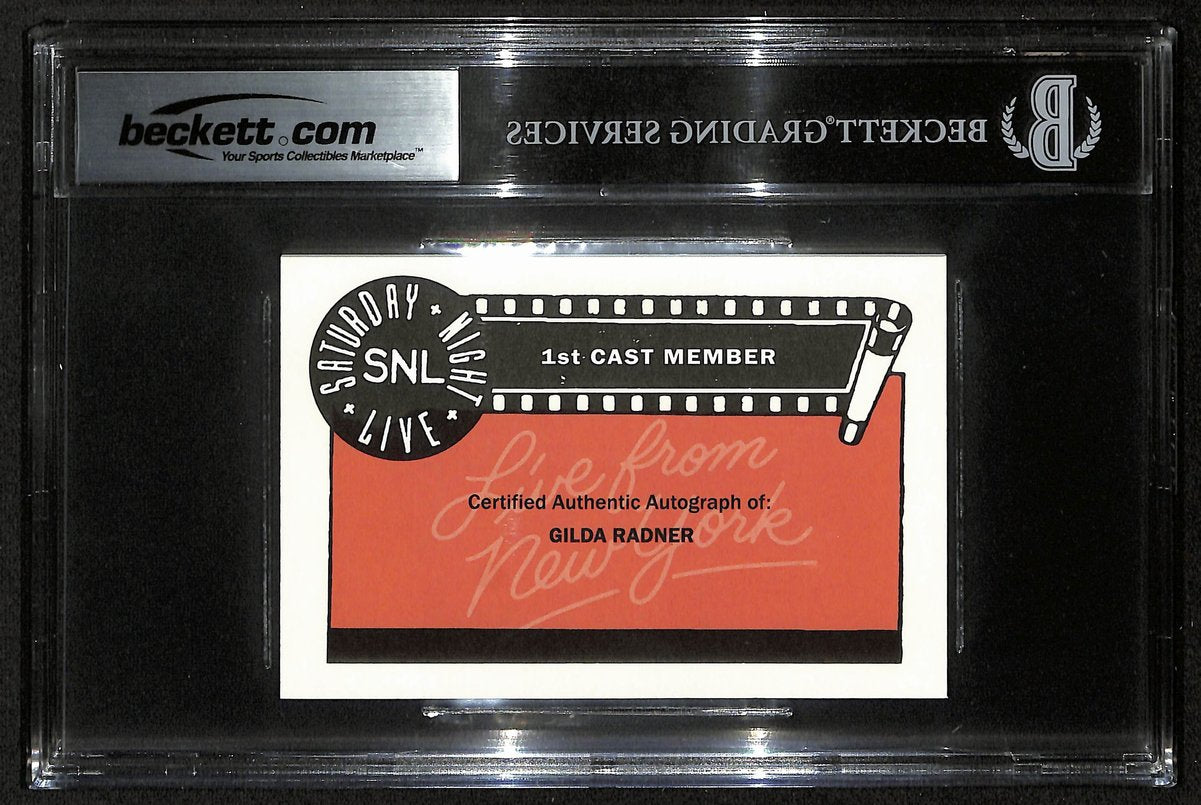 beckett.com
Your Sports Collectibles Marketplace™
BECKETT® GRADING SERVICES
B
SATURDAY NIGHT LIVE
SNL
1st CAST MEMBER
Live from
New York
Certified Authentic Autograph of:
GILDA RADNER